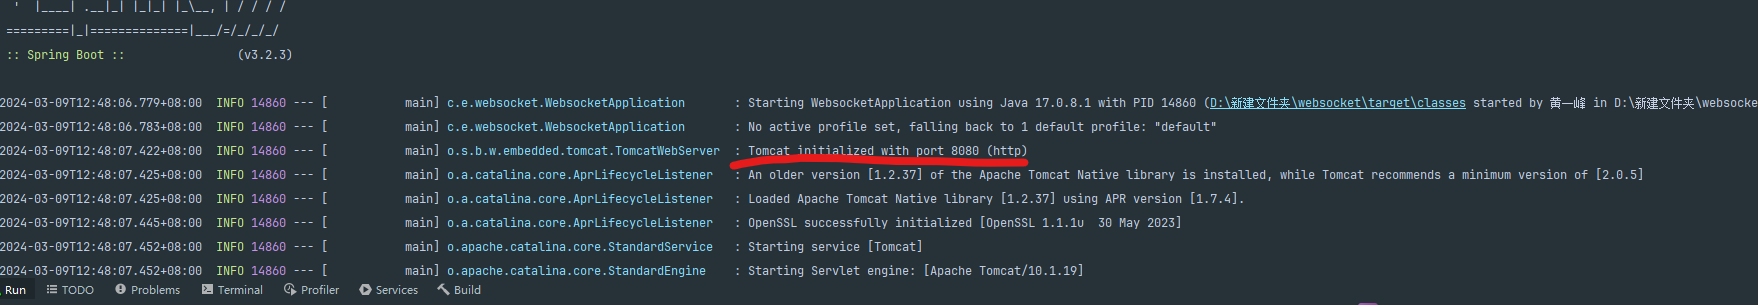 '  |____| .__|_| |_|_| |_\__, | / / / /
=========|_|==============|___/=/_/_/_/
:: Spring Boot ::                (v3.2.3)
2024-03-09T12:48:06.779+08:00  INFO 14860 --- [           main] c.e.websocket.WebsocketApplication       : Starting WebsocketApplication using Java 17.0.8.1 with PID 14860 (D:\新建文件夹\websocket\target\classes started by 黄一峰 in D:\新建文件夹\websocke
2024-03-09T12:48:06.783+08:00  INFO 14860 --- [           main] c.e.websocket.WebsocketApplication       : No active profile set, falling back to 1 default profile: "default"
2024-03-09T12:48:07.422+08:00  INFO 14860 --- [           main] o.s.b.w.embedded.tomcat.TomcatWebServer  : Tomcat initialized with port 8080 (http)
2024-03-09T12:48:07.425+08:00  INFO 14860 --- [           main] o.a.catalina.core.AprLifecycleListener   : An older version [1.2.37] of the Apache Tomcat Native library is installed, while Tomcat recommends a minimum version of [2.0.5]
2024-03-09T12:48:07.425+08:00  INFO 14860 --- [           main] o.a.catalina.core.AprLifecycleListener   : Loaded Apache Tomcat Native library [1.2.37] using APR version [1.7.4].
2024-03-09T12:48:07.445+08:00  INFO 14860 --- [           main] o.a.catalina.core.AprLifecycleListener   : OpenSSL successfully initialized [OpenSSL 1.1.1u  30 May 2023]
2024-03-09T12:48:07.452+08:00  INFO 14860 --- [           main] o.apache.catalina.core.StandardService   : Starting service [Tomcat]
2024-03-09T12:48:07.452+08:00  INFO 14860 --- [           main] o.apache.catalina.core.StandardEngine    : Starting Servlet engine: [Apache Tomcat/10.1.19]
Run TODO Problems Terminal Profiler Services Build